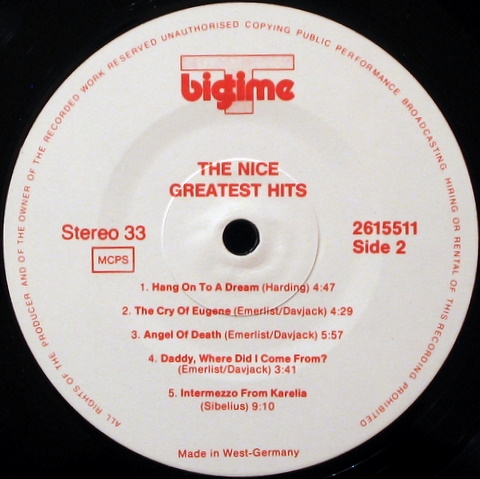 ALL RIGHTS OF THE PRODUCER AND OF THE OWNER OF THE RECORDED WORK RESERVED UNAUTHORISED COPYING PUBLIC PERFORMANCE BROADCASTING. HIRING OR RENTAL OF THIS RECORDING PROHIBITED
bigtime
THE NICE
GREATEST HITS
Stereo 33
MCPS
2615511
Side 2
1. Hang On To A Dream (Harding) 4:47
2. The Cry Of Eugene (Emerlist/Davjack) 4:29
3. Angel Of Death (Emerlist/Davjack) 5:57
4. Daddy, Where Did I Come From?
(Emerlist/Davjack) 3:41
5. Intermezzo From Karelia
(Sibelius) 9:10
Made in West-Germany